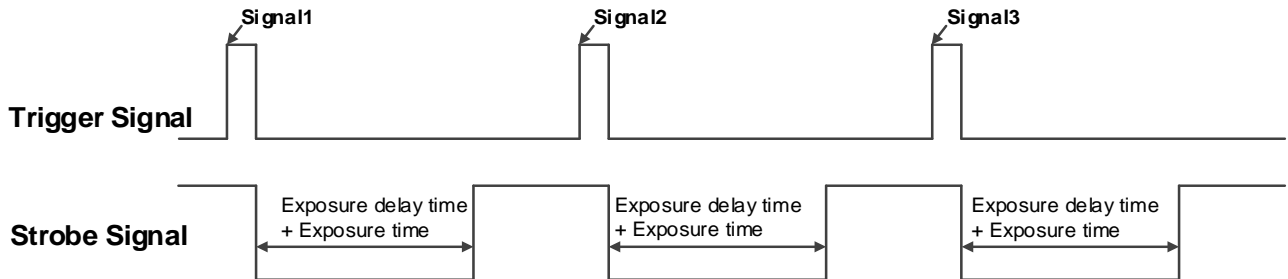 Signal1
Signal2
Signal3
Trigger Signal
Exposure delay time
+ Exposure time
Exposure delay time
+ Exposure time
Exposure delay time
+ Exposure time
Strobe Signal